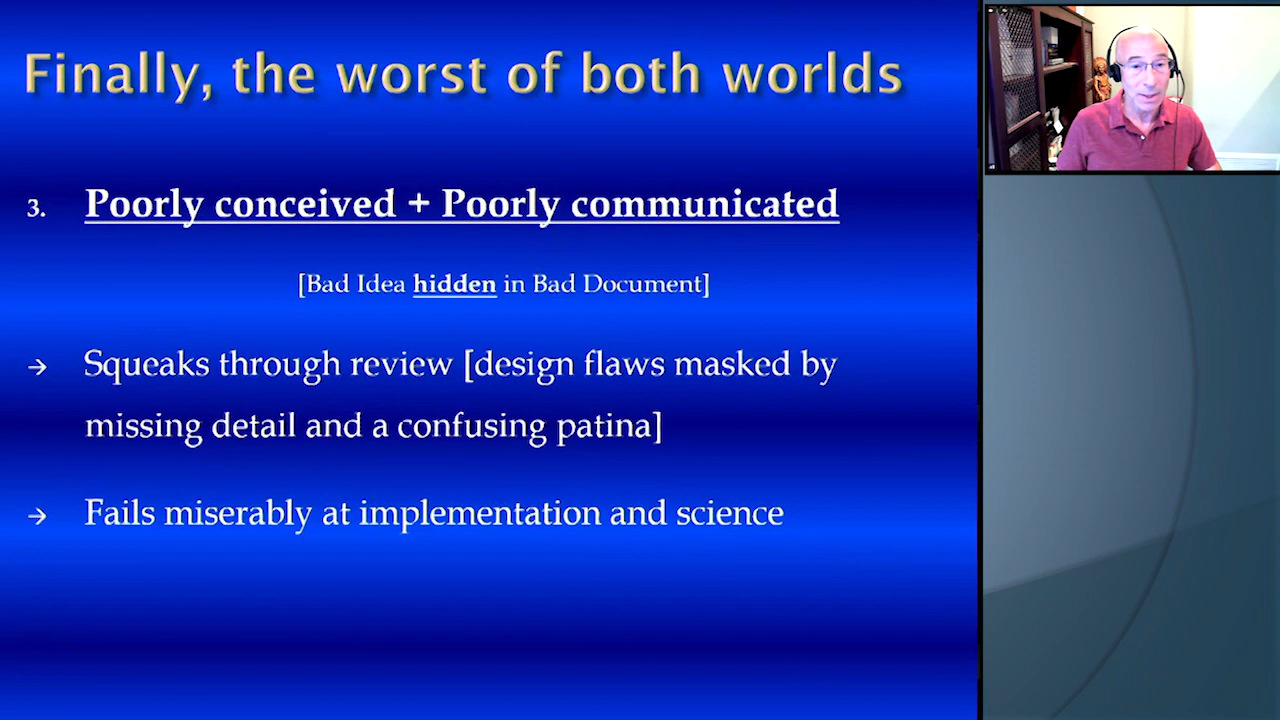 Finally, the worst of both worlds
3. Poorly conceived + Poorly communicated
[Bad Idea hidden in Bad Document]
→ Squeaks through review [design flaws masked by
missing detail and a confusing patina]
→ Fails miserably at implementation and science